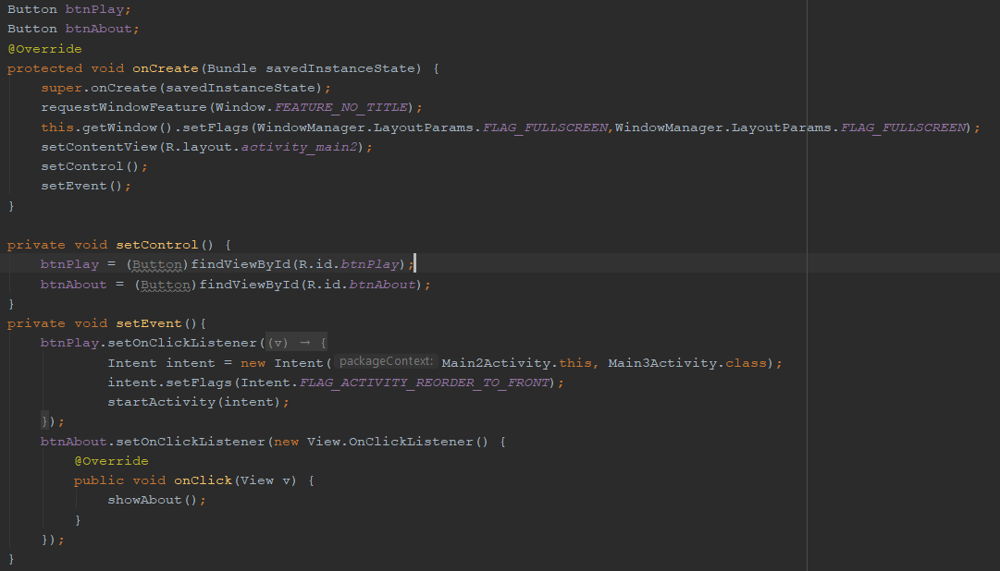 Button btnPlay;
Button btnAbout;
@Override
protected void onCreate(Bundle savedInstanceState) {
    super.onCreate(savedInstanceState);
    requestWindowFeature(Window.FEATURE_NO_TITLE);
    this.getWindow().setFlags(WindowManager.LayoutParams.FLAG_FULLSCREEN,WindowManager.LayoutParams.FLAG_FULLSCREEN);
    setContentView(R.layout.activity_main2);
    setControl();
    setEvent();
}

private void setControl() {
    btnPlay = (Button)findViewById(R.id.btnPlay);
    btnAbout = (Button)findViewById(R.id.btnAbout);
}
private void setEvent(){
    btnPlay.setOnClickListener((v) → {
            Intent intent = new Intent( packageContext: Main2Activity.this, Main3Activity.class);
            intent.setFlags(Intent.FLAG_ACTIVITY_REORDER_TO_FRONT);
            startActivity(intent);
    });
    btnAbout.setOnClickListener(new View.OnClickListener() {
        @Override
        public void onClick(View v) {
            showAbout();
        }
    });
}